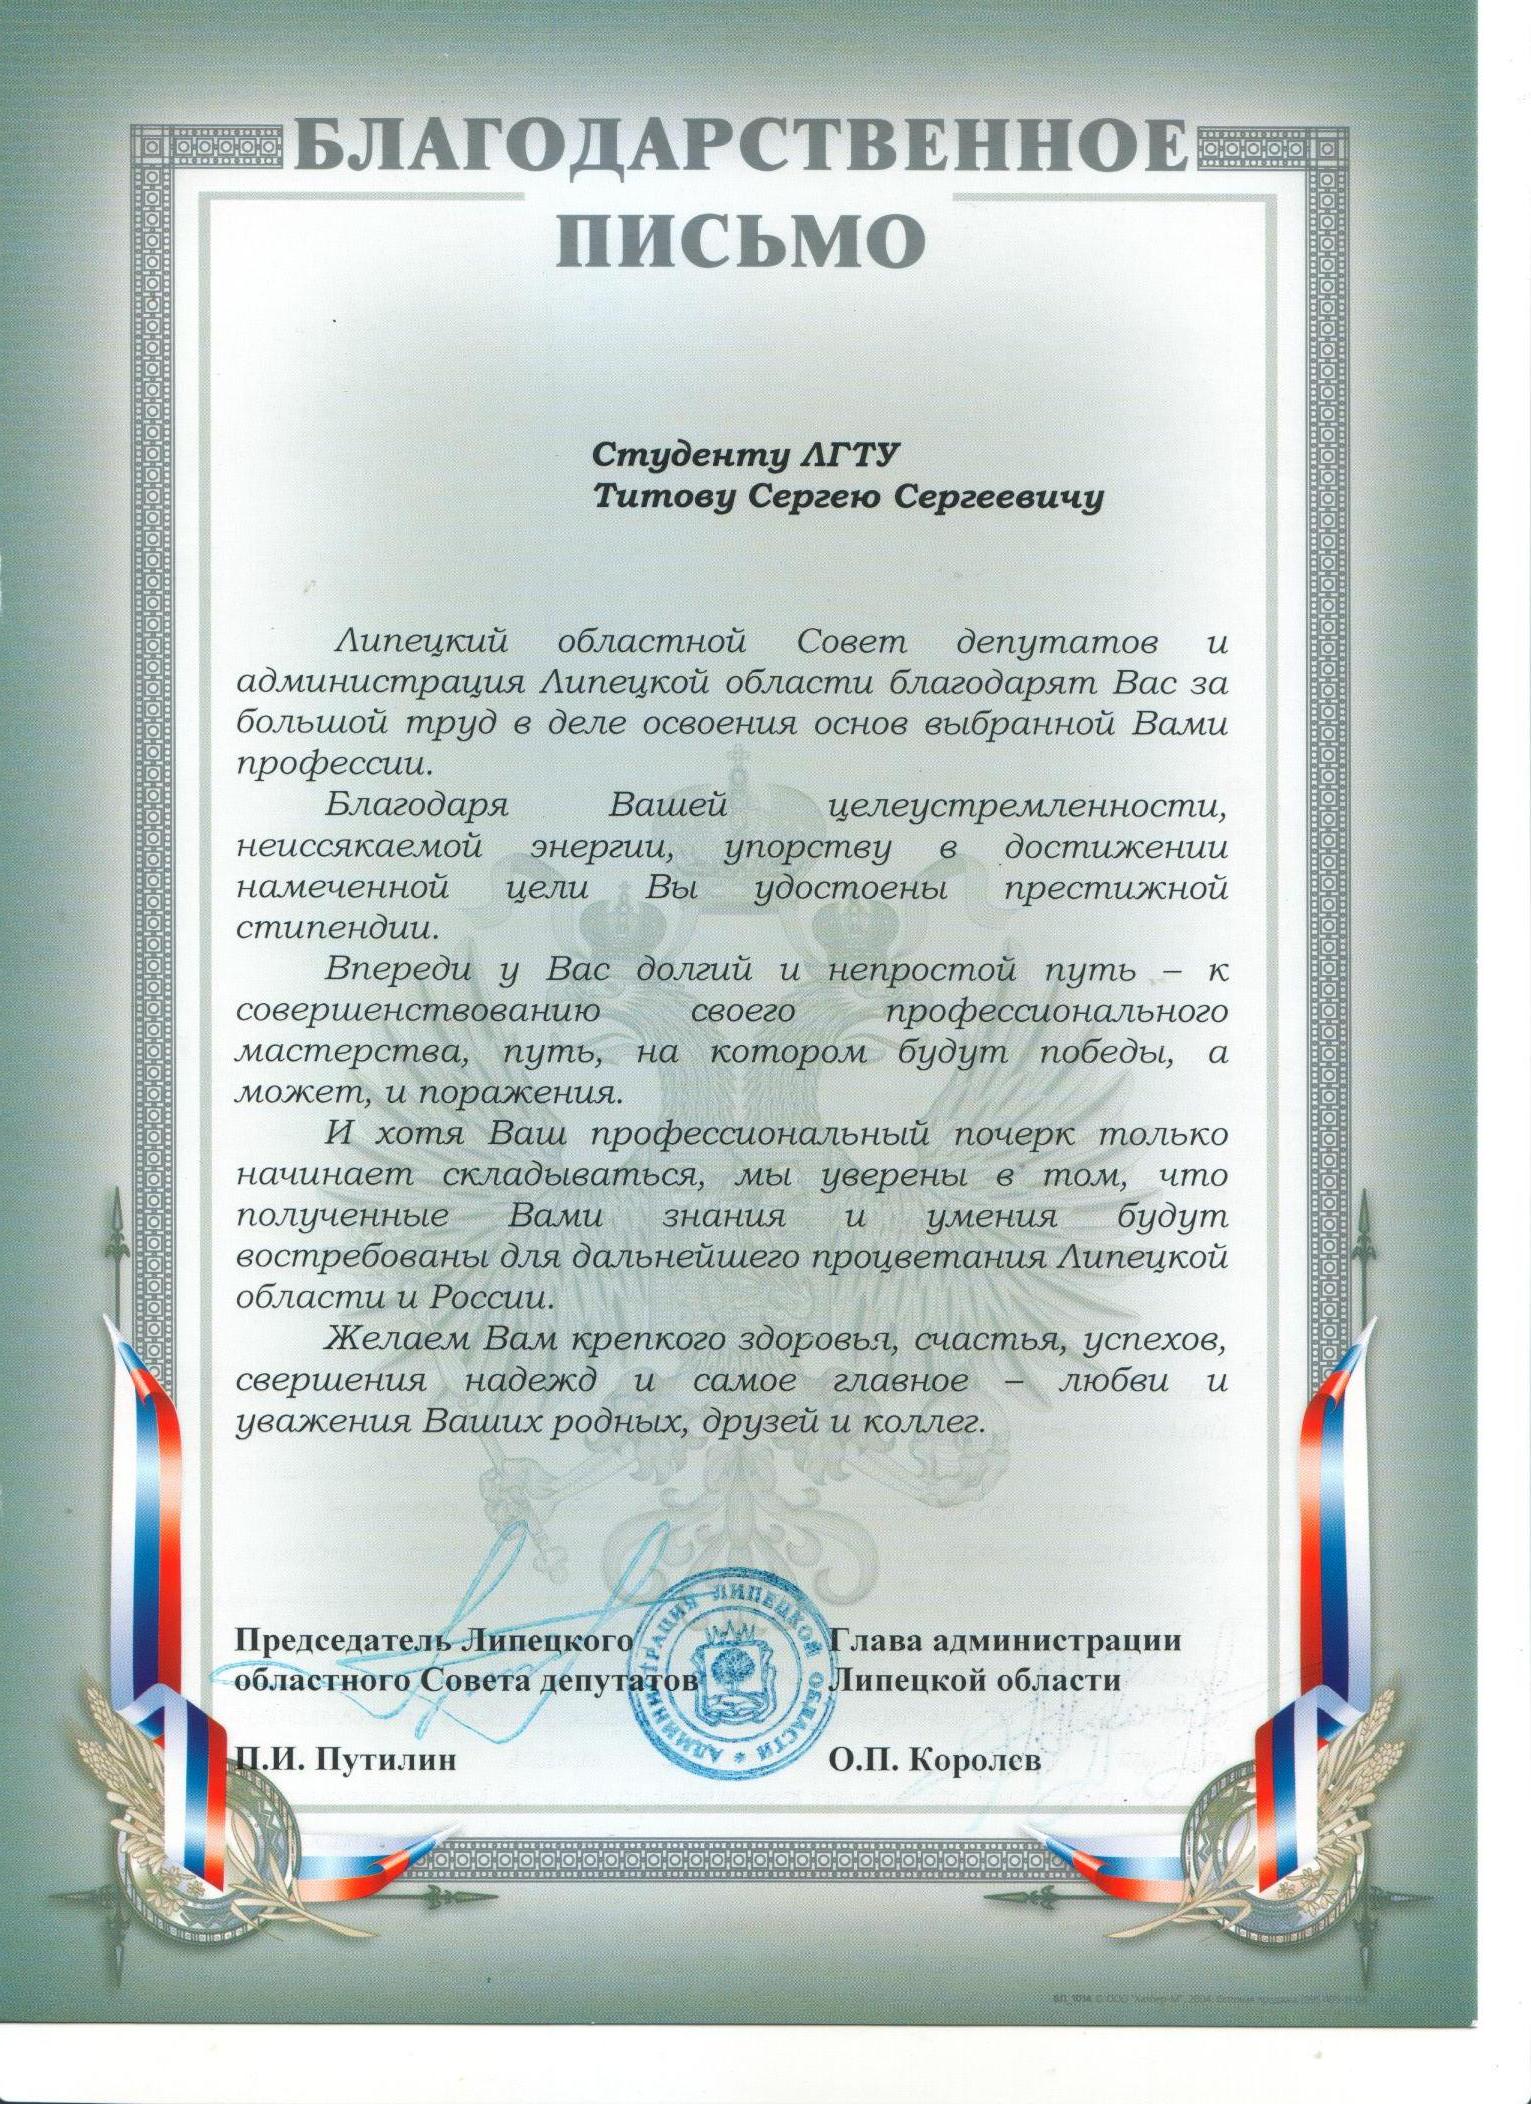 БЛАГОДАРСТВЕННОЕ
ПИСЬМО
Студенту ЛГТУ
Титову Сергею Сергеевичу
Липецкий областной Совет депутатов и
администрация Липецкой области благодарят Вас за
большой труд в деле освоения основ выбранной Вами
профессии.
Благодаря Вашей целеустремленности,
неиссякаемой энергии, упорству в достижении
намеченной цели Вы удостоены престижной
стипендии.
Впереди у Вас долгий и непростой путь – к
совершенствованию своего профессионального
мастерства, путь, на котором будут победы, а
может, и поражения.
И хотя Ваш профессиональный почерк только
начинает складываться, мы уверены в том, что
полученные Вами знания и умения будут
востребованы для дальнейшего процветания Липецкой
области и России.
Желаем Вам крепкого здоровья, счастья, успехов,
свершения надежд и самое главное – любви и
уважения Ваших родных, друзей и коллег.
Председатель Липецкого
областного Совета депутатов
П.И. Путилин
АДМИНИСТРАЦИЯ ЛИПЕЦКОЙ ОБЛАСТИ
Глава администрации
Липецкой области
О.П. Королев